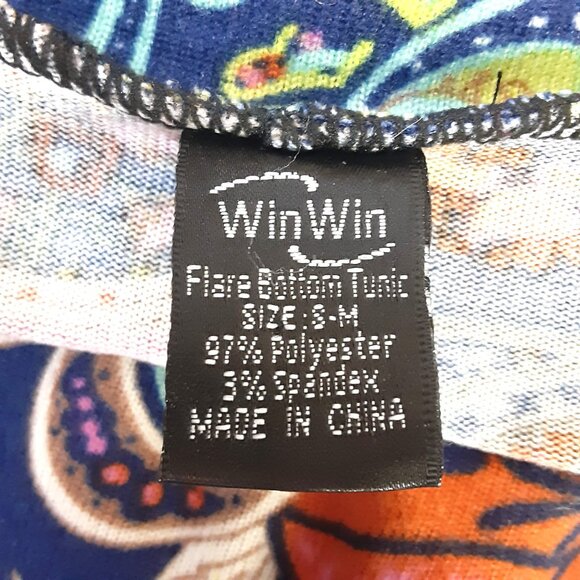 WinWin
Flare Bottom Tunic
SIZE:S-M
97% Polyester
3% Spandex
MADE IN CHINA